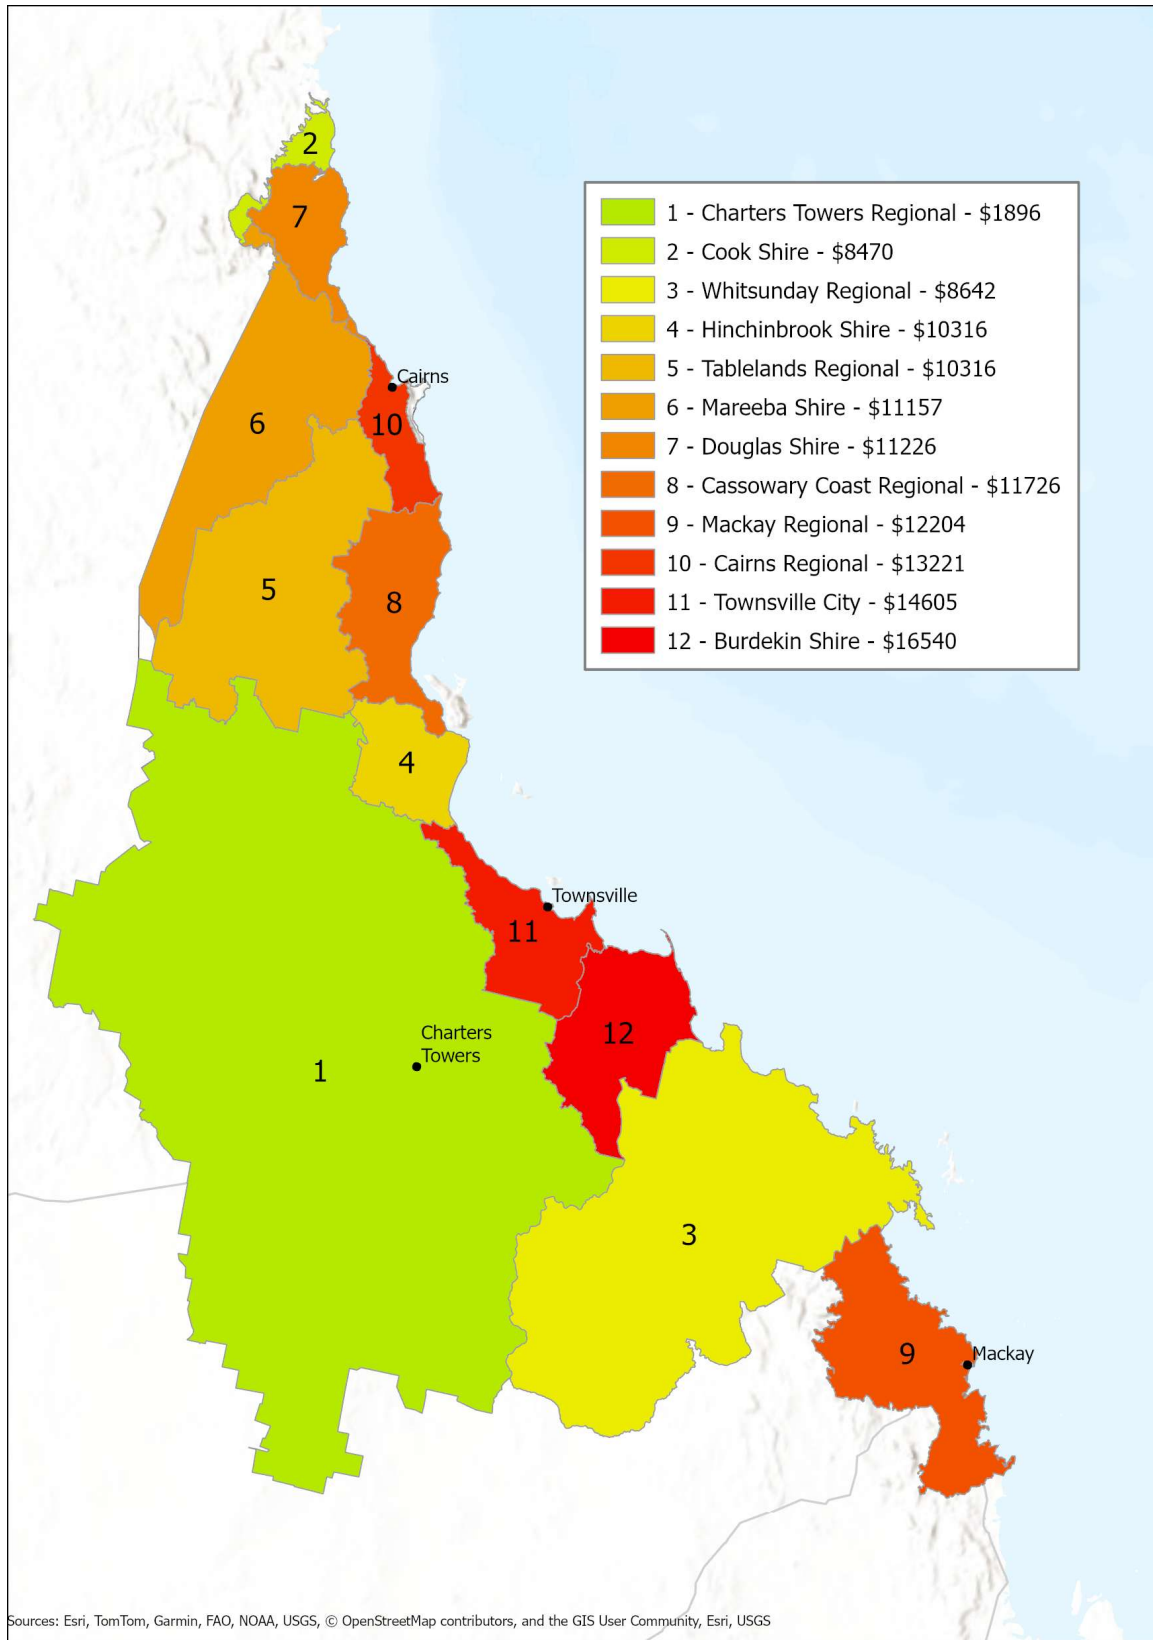 2
7
1 - Charters Towers Regional - $1896
2 - Cook Shire - $8470
3 - Whitsunday Regional - $8642
4 - Hinchinbrook Shire - $10316
5 - Tablelands Regional - $10316
6 - Mareeba Shire - $11157
7 - Douglas Shire - $11226
8 - Cassowary Coast Regional - $11726
9 - Mackay Regional - $12204
10 - Cairns Regional - $13221
11 - Townsville City - $14605
12 - Burdekin Shire - $16540
Cairns
6
10
5
8
4
Townsville
11
Charters
Towers
12
1
3
9
Mackay
Sources: Esri, TomTom, Garmin, FAO, NOAA, USGS, © OpenStreetMap contributors, and the GIS User Community, Esri, USGS